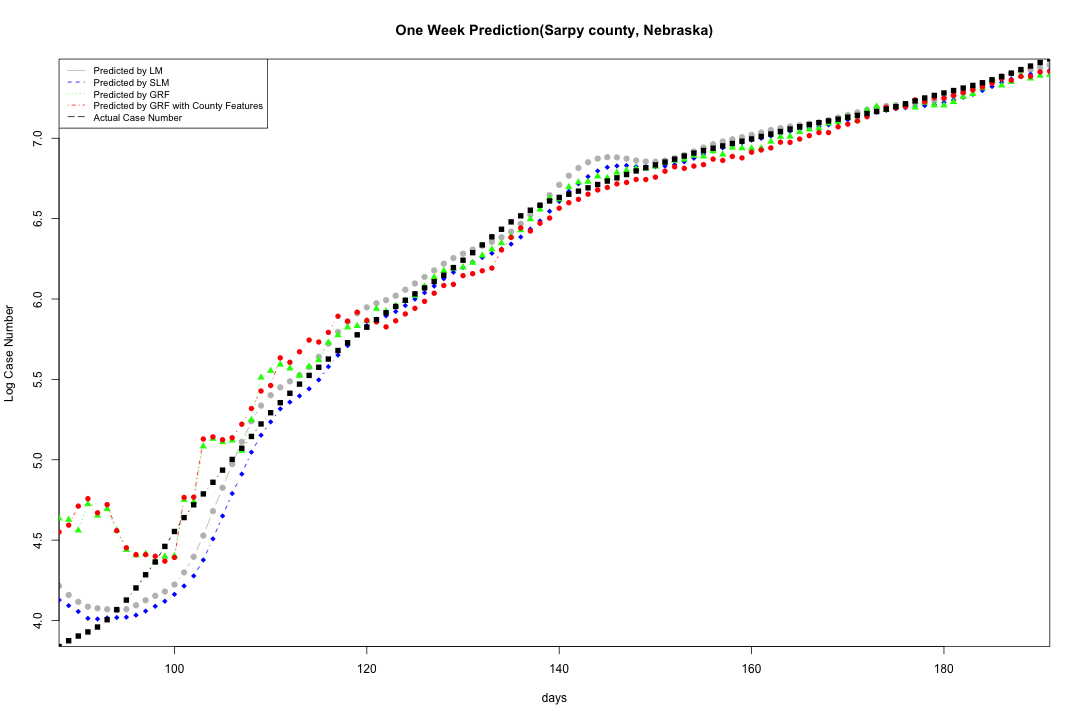 One Week Prediction(Sarpy county, Nebraska)
Predicted by LM
Predicted by SLM
Predicted by GRF
Predicted by GRF with County Features
Actual Case Number
Log Case Number
7.0
6.5
6.0
5.5
5.0
4.5
4.0
100 120 140 160 180
days